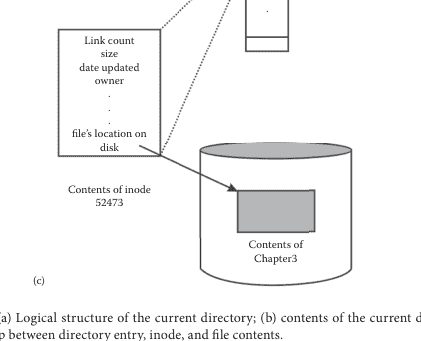 .
Link count
size
date updated
owner
.
.
.
file's location on
disk
Contents of inode
52473
Contents of
Chapter3
(c)
(a) Logical structure of the current directory; (b) contents of the current d
p between directory entry, inode, and file contents.